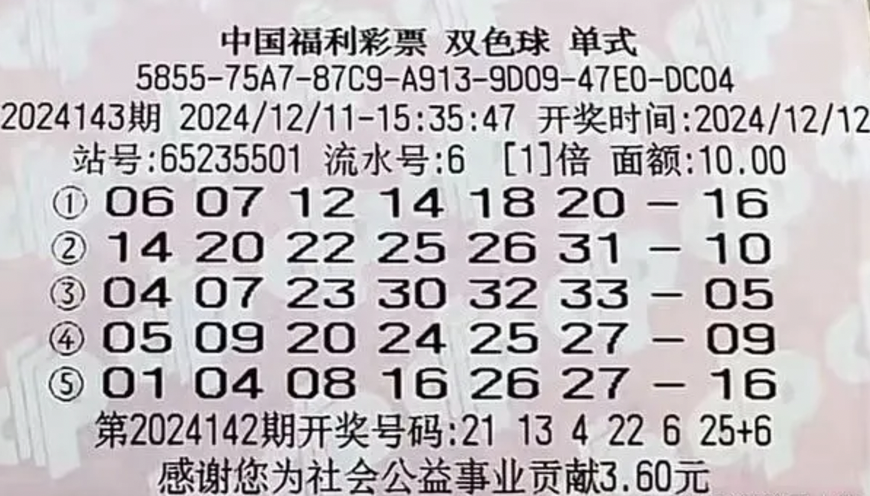 中国福利彩票 双色球 单式
5855-75A7-87C9-A913-9D09-47E0-DC04
2024143期 2024/12/11-15:35:47 开奖时间:2024/12/12
站号:65235501 流水号:6 [1]倍 面额:10.00
① 06 07 12 14 18 20 - 16
② 14 20 22 25 26 31 - 10
③ 04 07 23 30 32 33 - 05
④ 05 09 20 24 25 27 - 09
⑤ 01 04 08 16 26 27 - 16
第2024142期开奖号码:21 13 4 22 6 25+6
感谢您为社会公益事业贡献3.60元